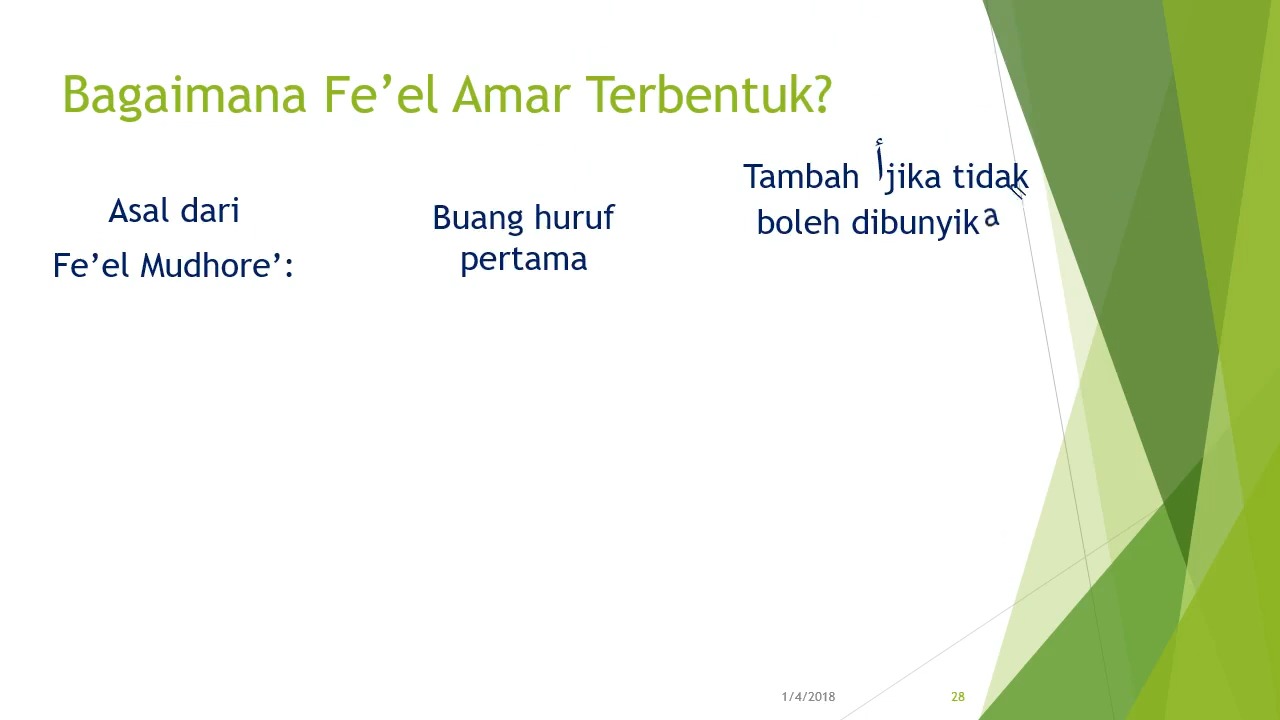 Bagaimana Fe’el Amar Terbentuk?
Asal dari
Fe’el Mudhore’:
Buang huruf
pertama
Tambah أ jika tidak
boleh dibunyika
1/4/2018
28